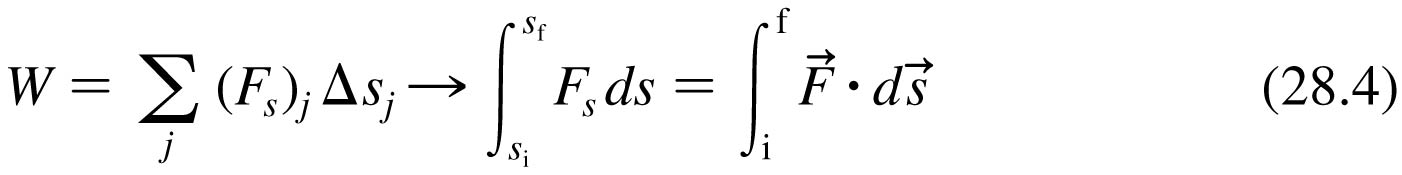 W = ∑_j (F_s)_j Δs_j → ∫_{s_i}^{s_f} F_s ds = ∫_i^f F⃗ · ds⃗ (28.4)